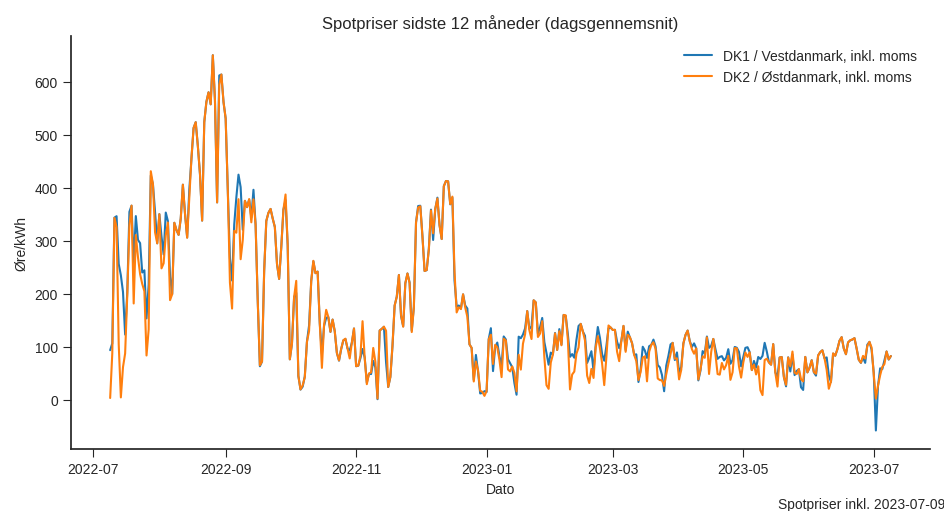 Spotpriser sidste 12 måneder (dagsgennemsnit)
DK1 / Vestdanmark, inkl. moms
DK2 / Østdanmark, inkl. moms
Øre/kWh
600
500
400
300
200
100
0
2022-07
2022-09
2022-11
2023-01
2023-03
2023-05
2023-07
Dato
Spotpriser inkl. 2023-07-09